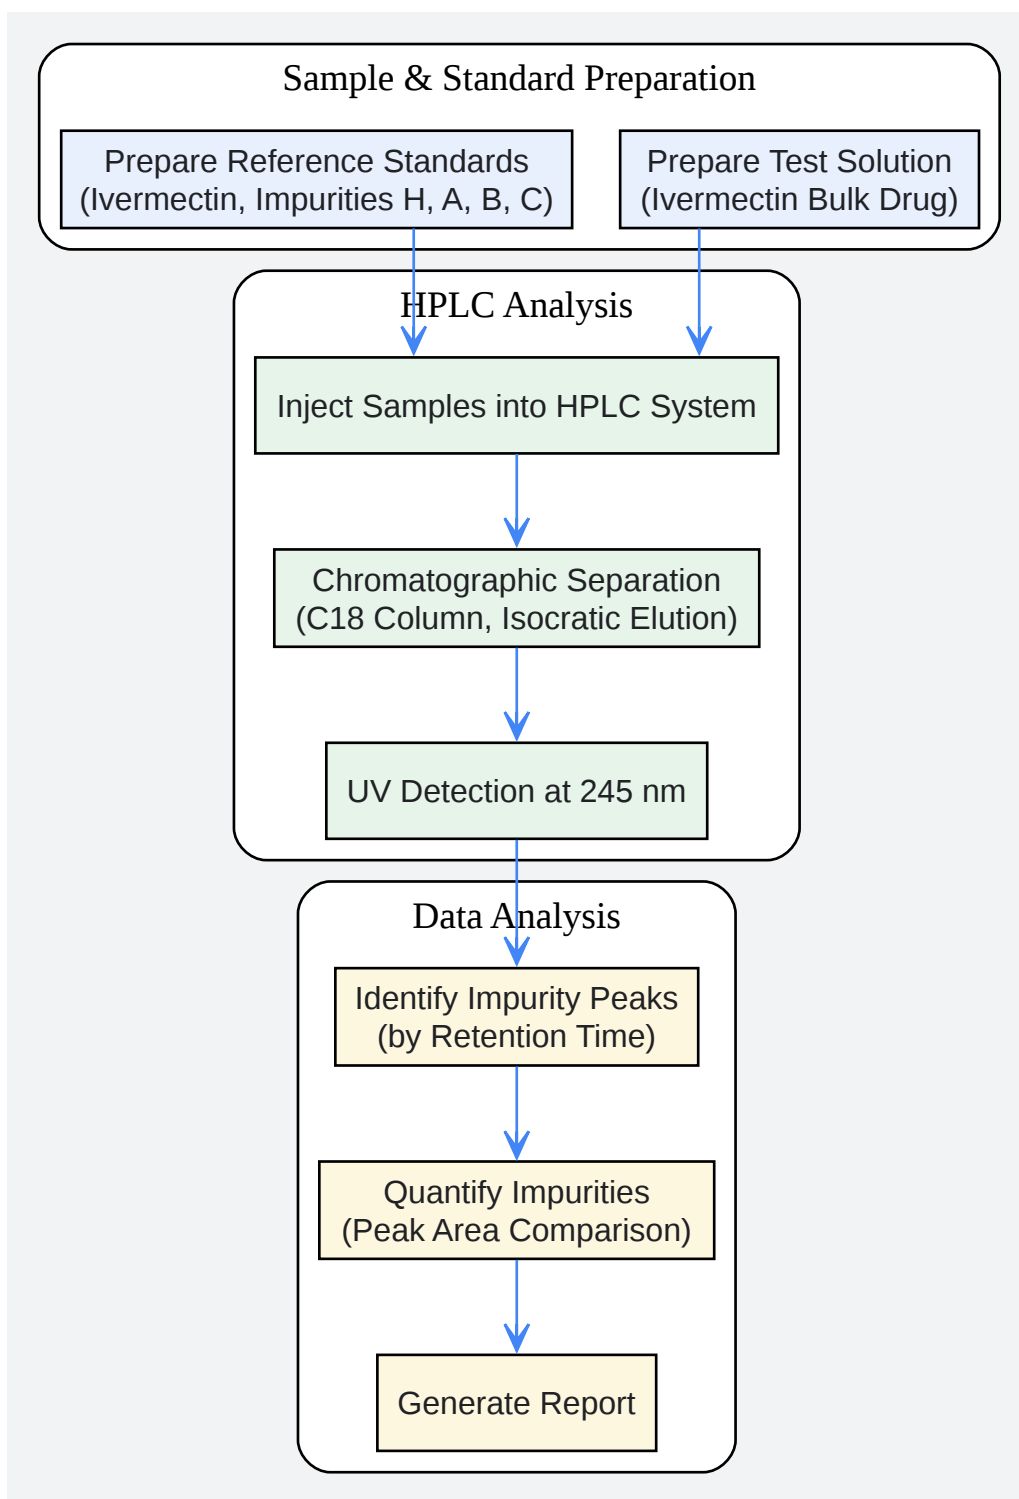 Sample & Standard Preparation
Prepare Reference Standards
(Ivermectin, Impurities H, A, B, C)
Prepare Test Solution
(Ivermectin Bulk Drug)
HPLC Analysis
Inject Samples into HPLC System
Chromatographic Separation
(C18 Column, Isocratic Elution)
UV Detection at 245 nm
Data Analysis
Identify Impurity Peaks
(by Retention Time)
Quantify Impurities
(Peak Area Comparison)
Generate Report